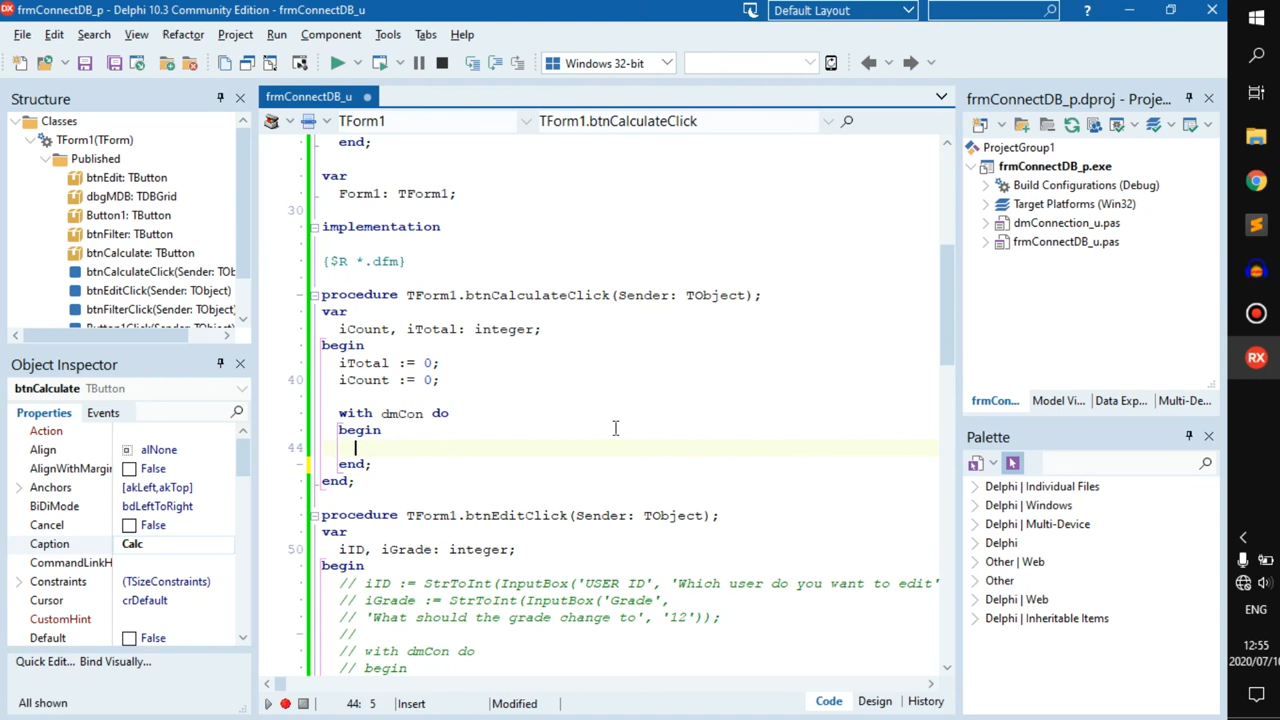 frmConnectDB_p - Delphi 10.3 Community Edition - frmConnectDB_u
Default Layout
File Edit Search View Refactor Project Run Component Tools Tabs Help
Windows 32-bit
Structure
Classes
TForm1(TForm)
Published
btnEdit: TButton
dbgMDB: TDBGrid
Button1: TButton
btnFilter: TButton
btnCalculate: TButton
btnCalculateClick(Sender: TOb
btnEditClick(Sender: TObject)
btnFilterClick(Sender: TObject)
Object Inspector
btnCalculate TButton
Properties Events
Action
Align alNone
AlignWithMargin False
Anchors [akLeft,akTop]
BiDiMode bdLeftToRight
Cancel False
Caption Calc
CommandLinkH
Constraints (TSizeConstraints)
Cursor crDefault
CustomHint
Default False
Quick Edit... Bind Visually...
All shown
frmConnectDB_u
TForm1 TForm1.btnCalculateClick
end;
var
Form1: TForm1;
30
implementation
{$R *.dfm}
procedure TForm1.btnCalculateClick(Sender: TObject);
var
iCount, iTotal: integer;
begin
iTotal := 0;
40 iCount := 0;
with dmCon do
begin
44
end;
end;
procedure TForm1.btnEditClick(Sender: TObject);
var
50 iID, iGrade: integer;
begin
// iID := StrToInt(InputBox('USER ID', 'Which user do you want to edit'
// iGrade := StrToInt(InputBox('Grade',
// 'What should the grade change to', '12'));
//
// with dmCon do
// begin
44: 5 Insert Modified Code Design History
frmConnectDB_p.dproj - Proje...
ProjectGroup1
frmConnectDB_p.exe
Build Configurations (Debug)
Target Platforms (Win32)
dmConnection_u.pas
frmConnectDB_u.pas
frmCon... Model Vi... Data Exp... Multi-De...
Palette
Delphi | Individual Files
Delphi | Windows
Delphi | Multi-Device
Delphi
Other | Web
Other
Delphi | Web
Delphi | Inheritable Items
RX
ENG
12:55